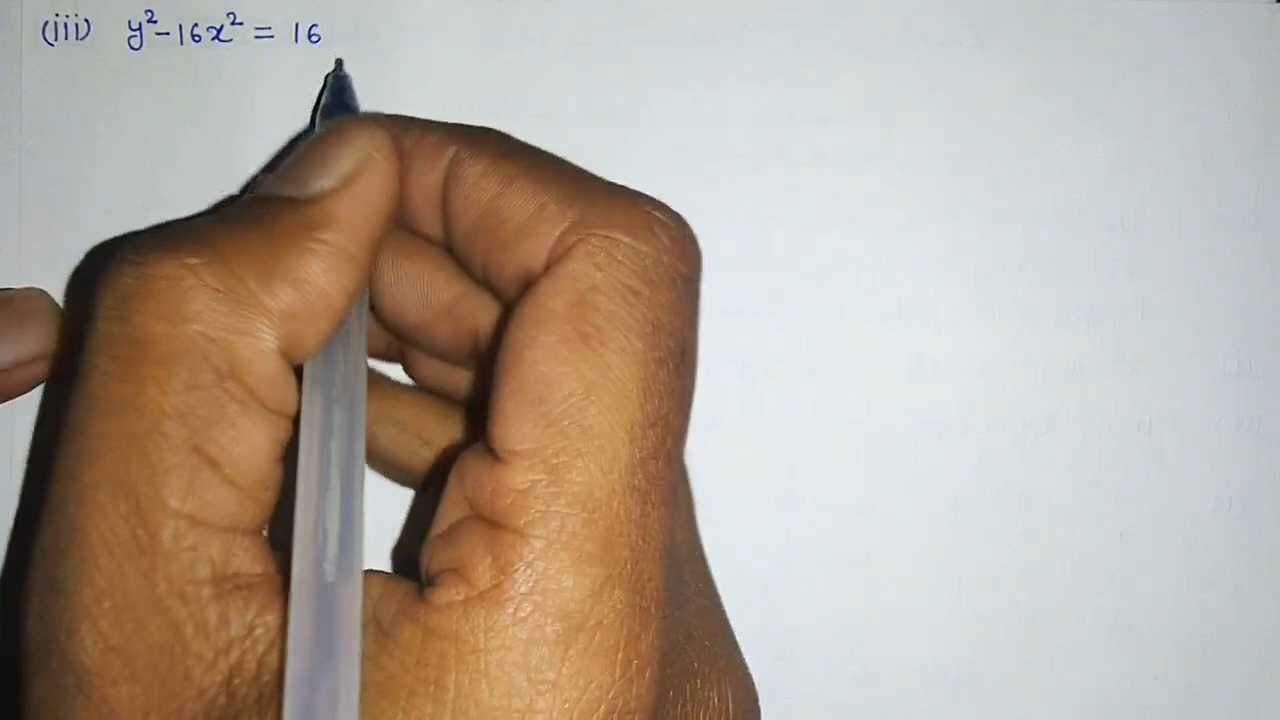 (iii) y²-16x² = 16